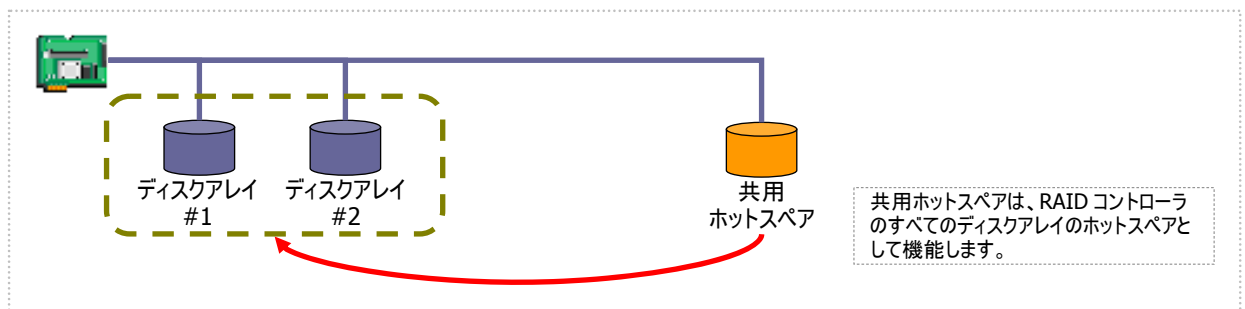 ディスクアレイ
#1
ディスクアレイ
#2
共用
ホットスペア
共用ホットスペアは、RAID コントローラ
のすべてのディスクアレイのホットスペアと
して機能します。